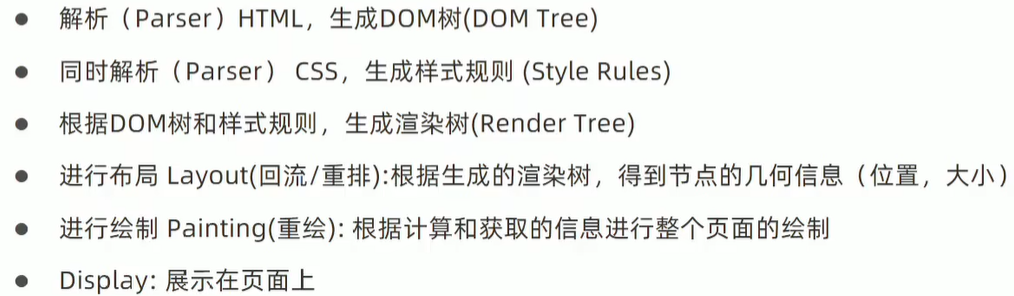 ● 解析（Parser）HTML，生成DOM树(DOM Tree)
● 同时解析（Parser） CSS，生成样式规则 (Style Rules)
● 根据DOM树和样式规则，生成渲染树(Render Tree)
● 进行布局 Layout(回流/重排):根据生成的渲染树，得到节点的几何信息（位置，大小）
● 进行绘制 Painting(重绘): 根据计算和获取的信息进行整个页面的绘制
● Display: 展示在页面上